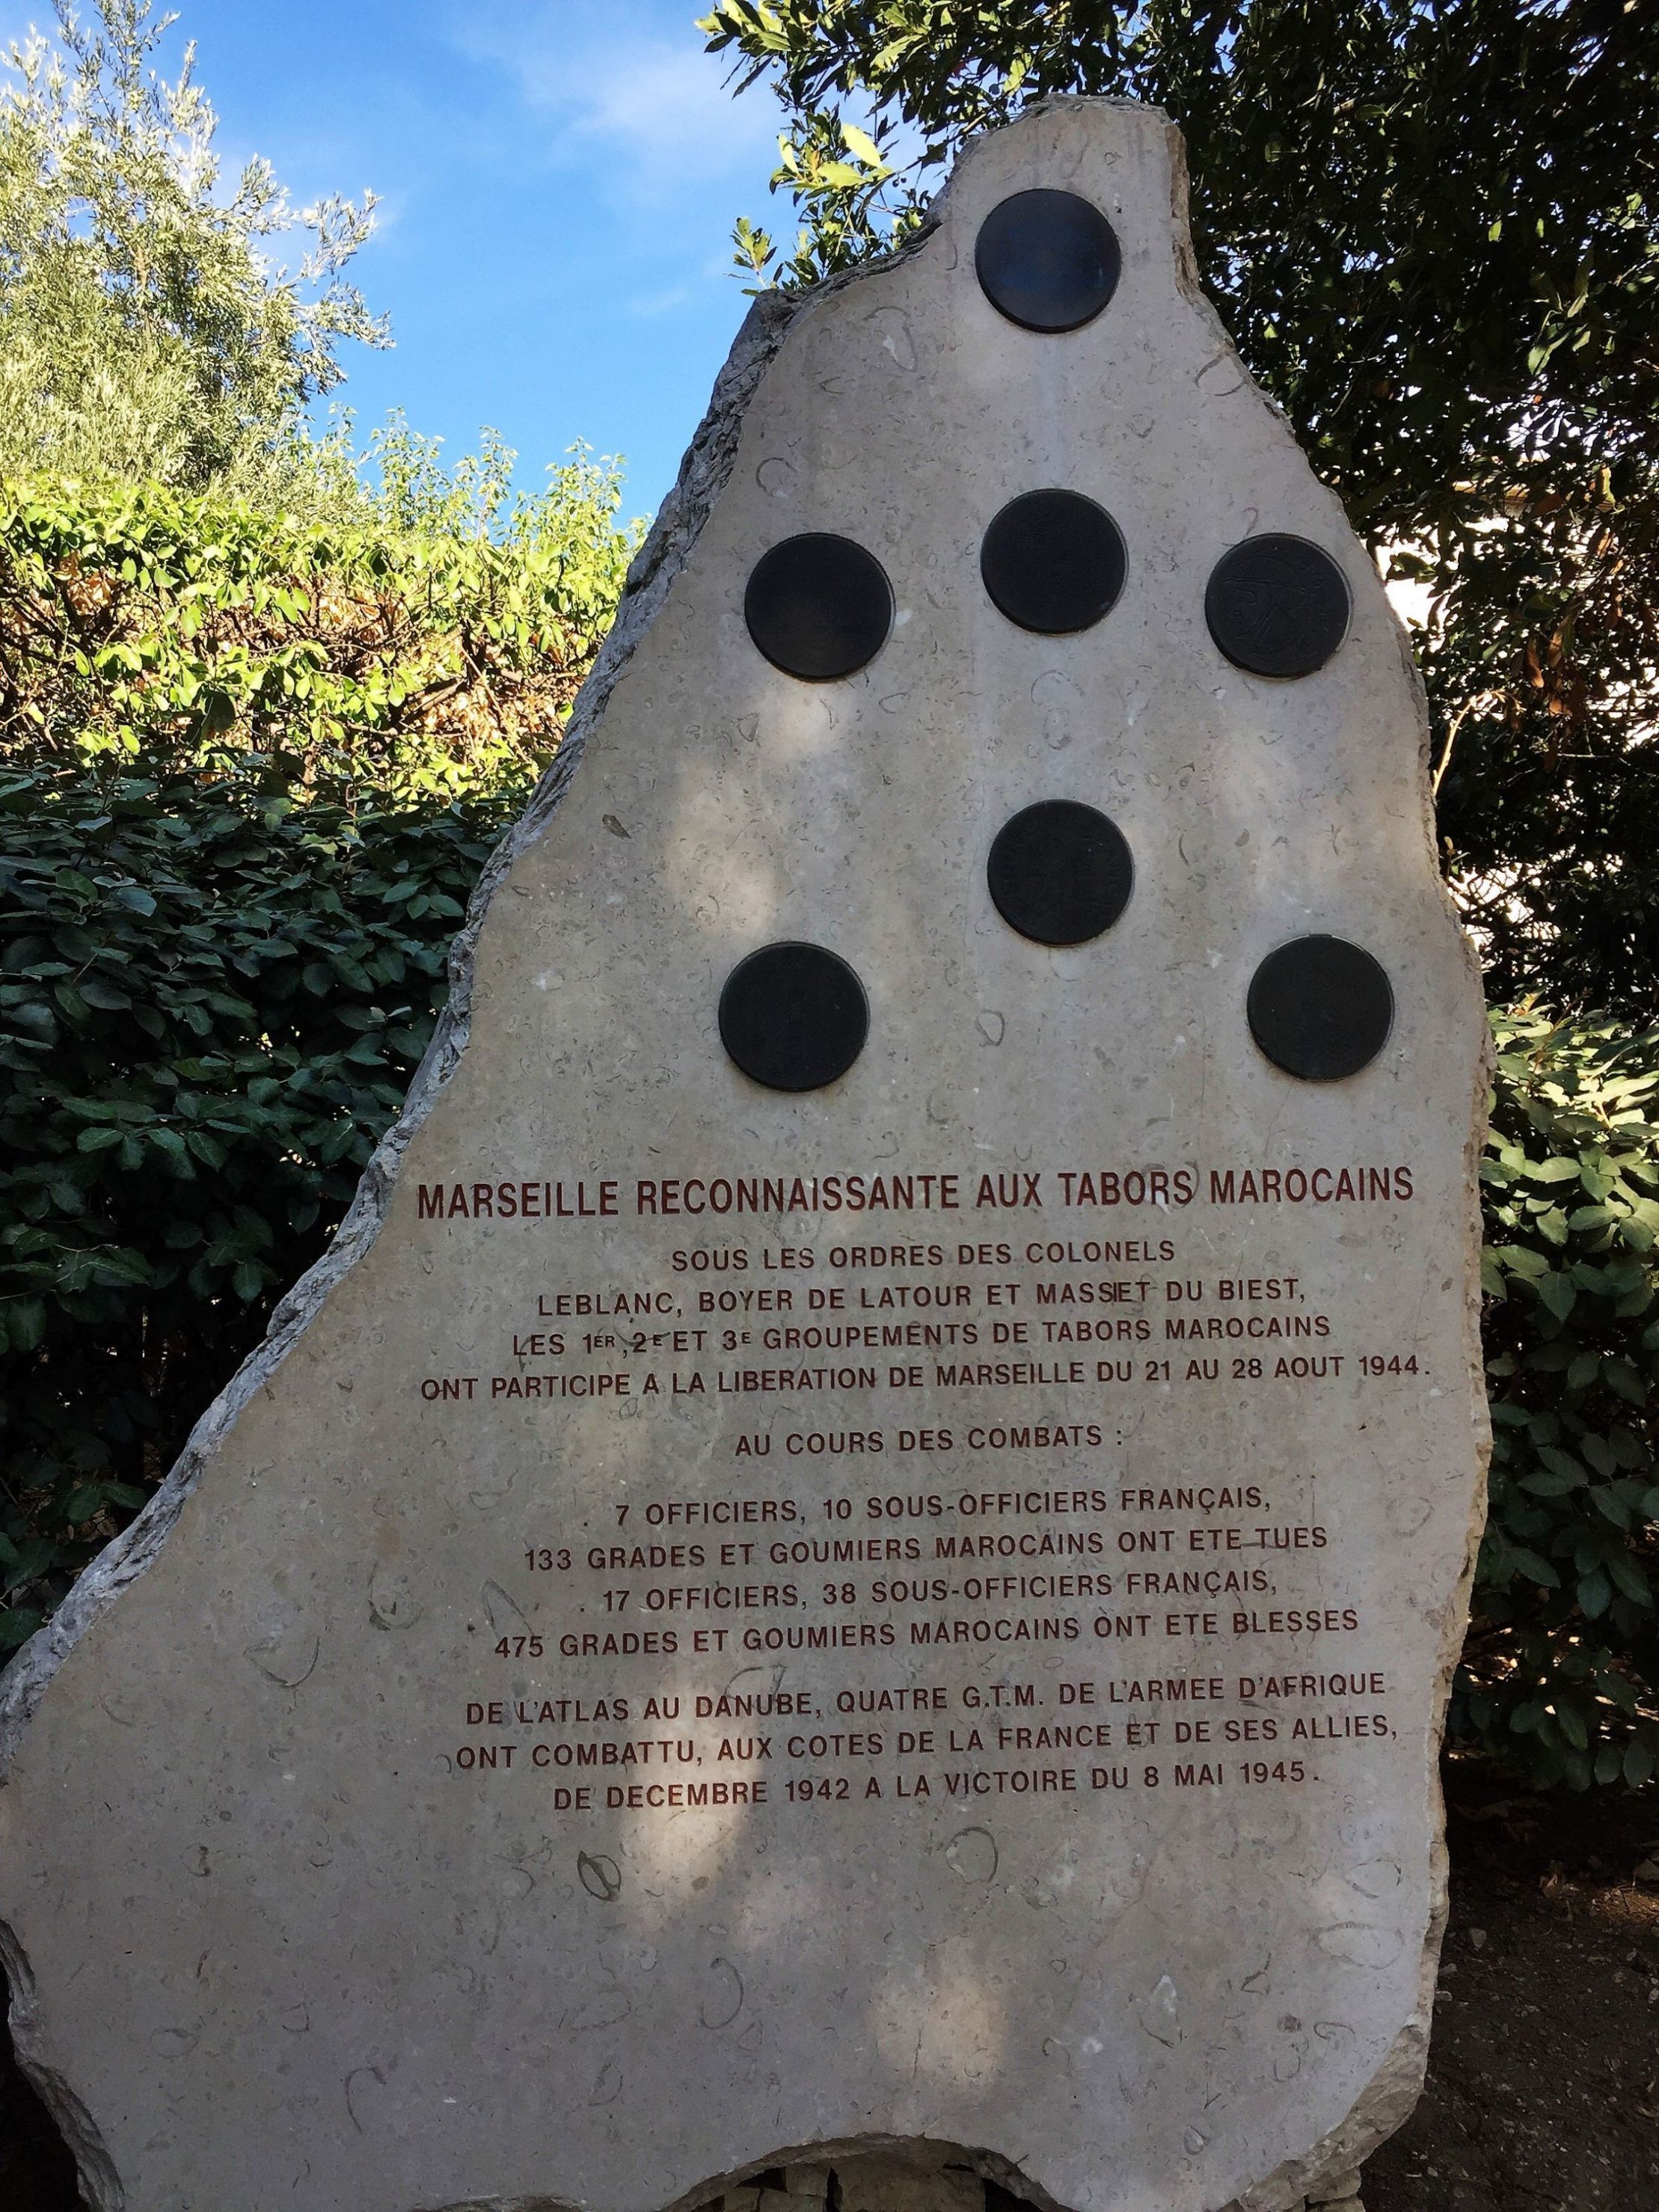 MARSEILLE RECONNAISSANTE AUX TABORS MAROCAINS
SOUS LES ORDRES DES COLONELS
LEBLANC, BOYER DE LATOUR ET MASSIET DU BIEST,
LES 1ER, 2E ET 3E GROUPEMENTS DE TABORS MAROCAINS
ONT PARTICIPE A LA LIBERATION DE MARSEILLE DU 21 AU 28 AOUT 1944.
AU COURS DES COMBATS :
. 7 OFFICIERS, 10 SOUS-OFFICIERS FRANÇAIS,
133 GRADES ET GOUMIERS MAROCAINS ONT ETE TUES
. 17 OFFICIERS, 38 SOUS-OFFICIERS FRANÇAIS,
475 GRADES ET GOUMIERS MAROCAINS ONT ETE BLESSES
DE L'ATLAS AU DANUBE, QUATRE G.T.M. DE L'ARMEE D'AFRIQUE
ONT COMBATTU, AUX COTES DE LA FRANCE ET DE SES ALLIES,
DE DECEMBRE 1942 A LA VICTOIRE DU 8 MAI 1945.